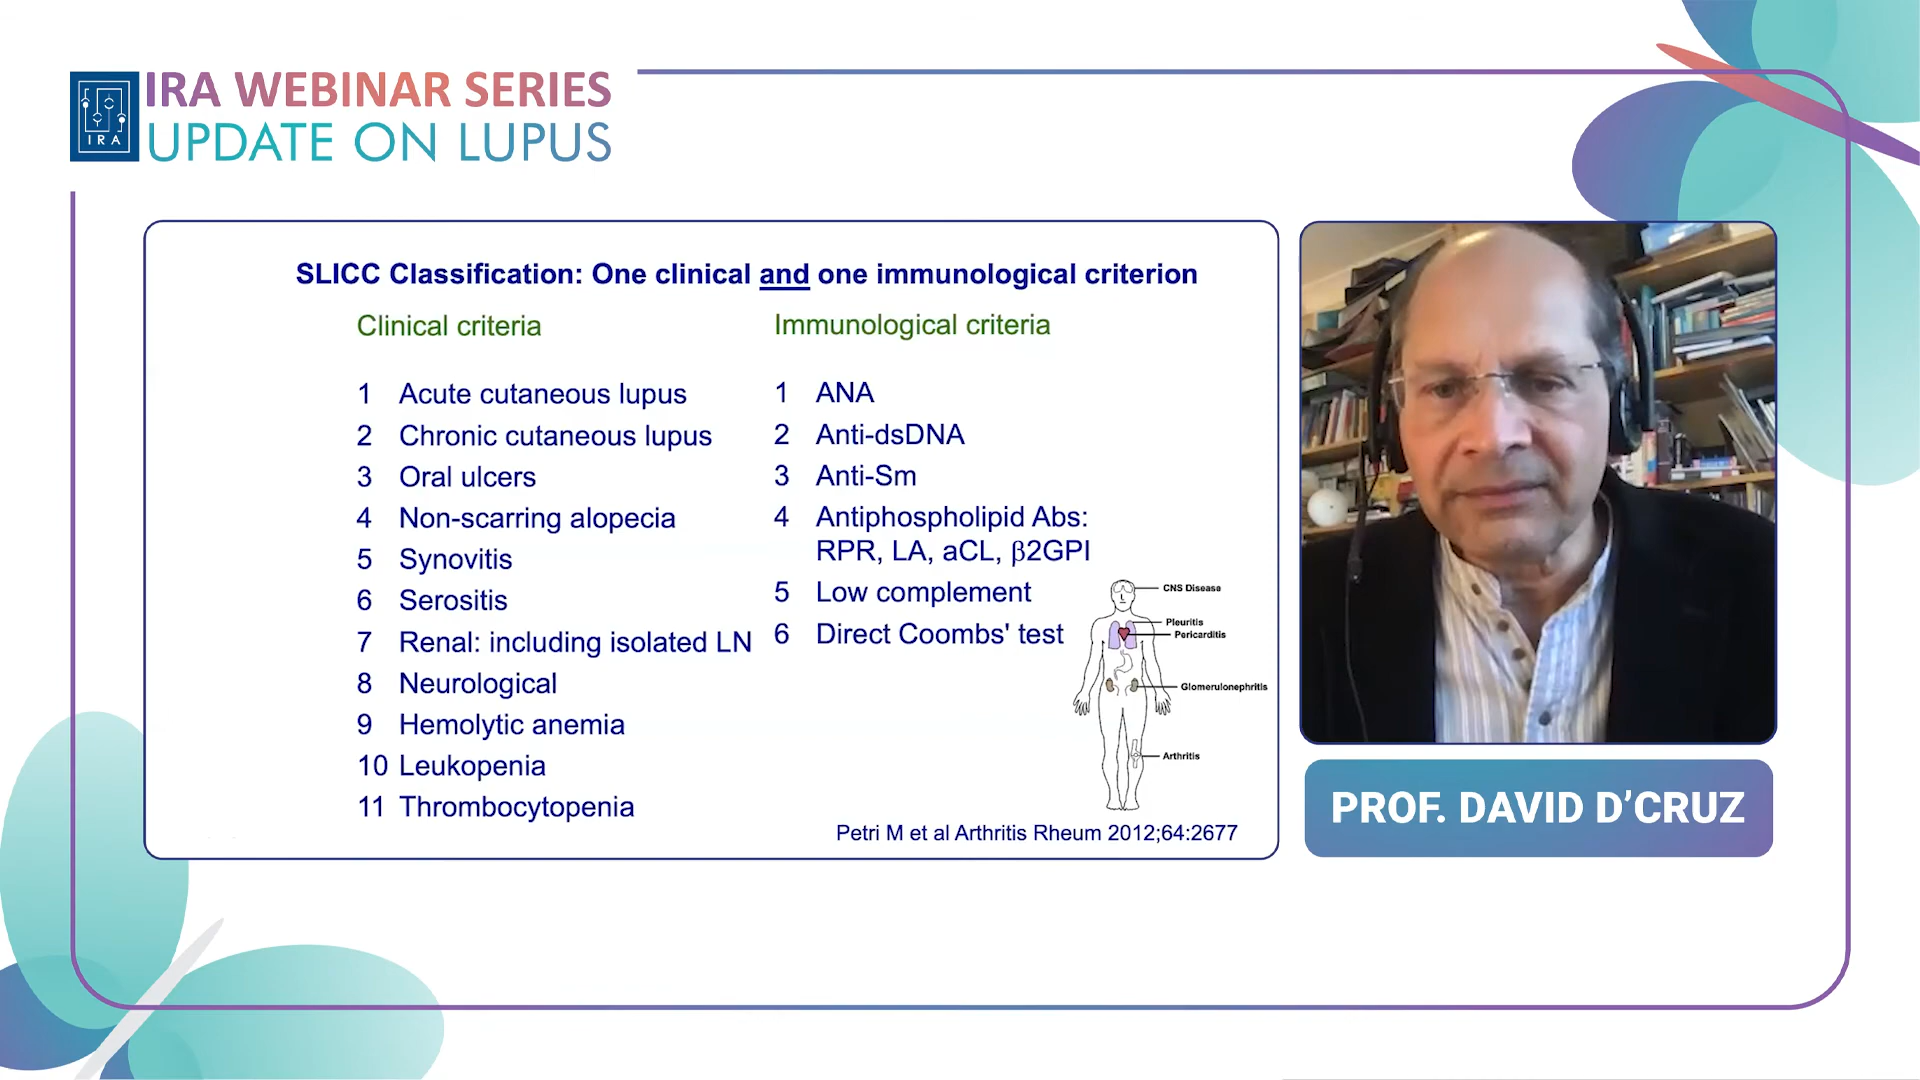 IRA
IRA WEBINAR SERIES
UPDATE ON LUPUS
SLICC Classification: One clinical and one immunological criterion
Clinical criteria
1 Acute cutaneous lupus
2 Chronic cutaneous lupus
3 Oral ulcers
4 Non-scarring alopecia
5 Synovitis
6 Serositis
7 Renal: including isolated LN
8 Neurological
9 Hemolytic anemia
10 Leukopenia
11 Thrombocytopenia
Immunological criteria
1 ANA
2 Anti-dsDNA
3 Anti-Sm
4 Antiphospholipid Abs:
RPR, LA, aCL, β2GPI
5 Low complement
6 Direct Coombs' test
CNS Disease
Pleuritis
Pericarditis
Glomerulonephritis
Arthritis
Petri M et al Arthritis Rheum 2012;64:2677
PROF. DAVID D’CRUZ